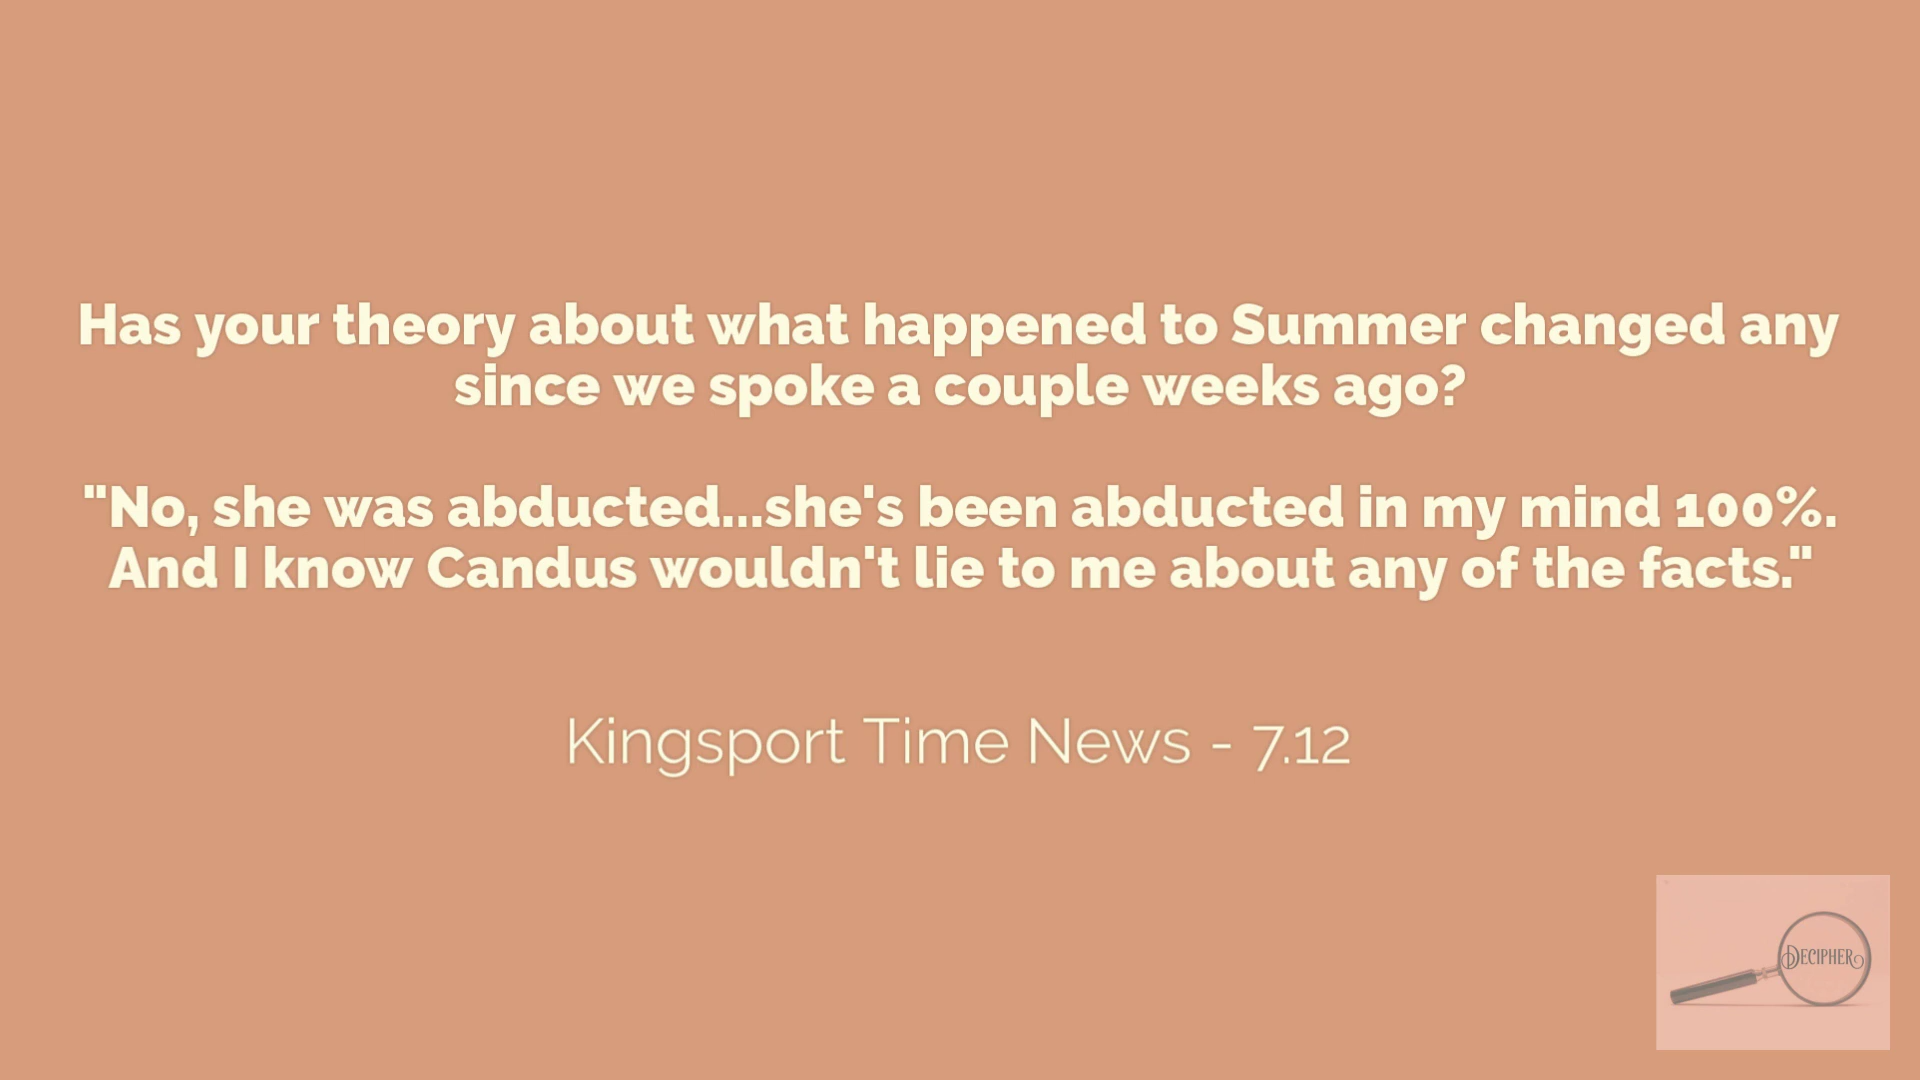 Has your theory about what happened to Summer changed any
since we spoke a couple weeks ago?
"No, she was abducted...she's been abducted in my mind 100%.
And I know Candus wouldn't lie to me about any of the facts."
Kingsport Time News - 7.12
DECIPHER